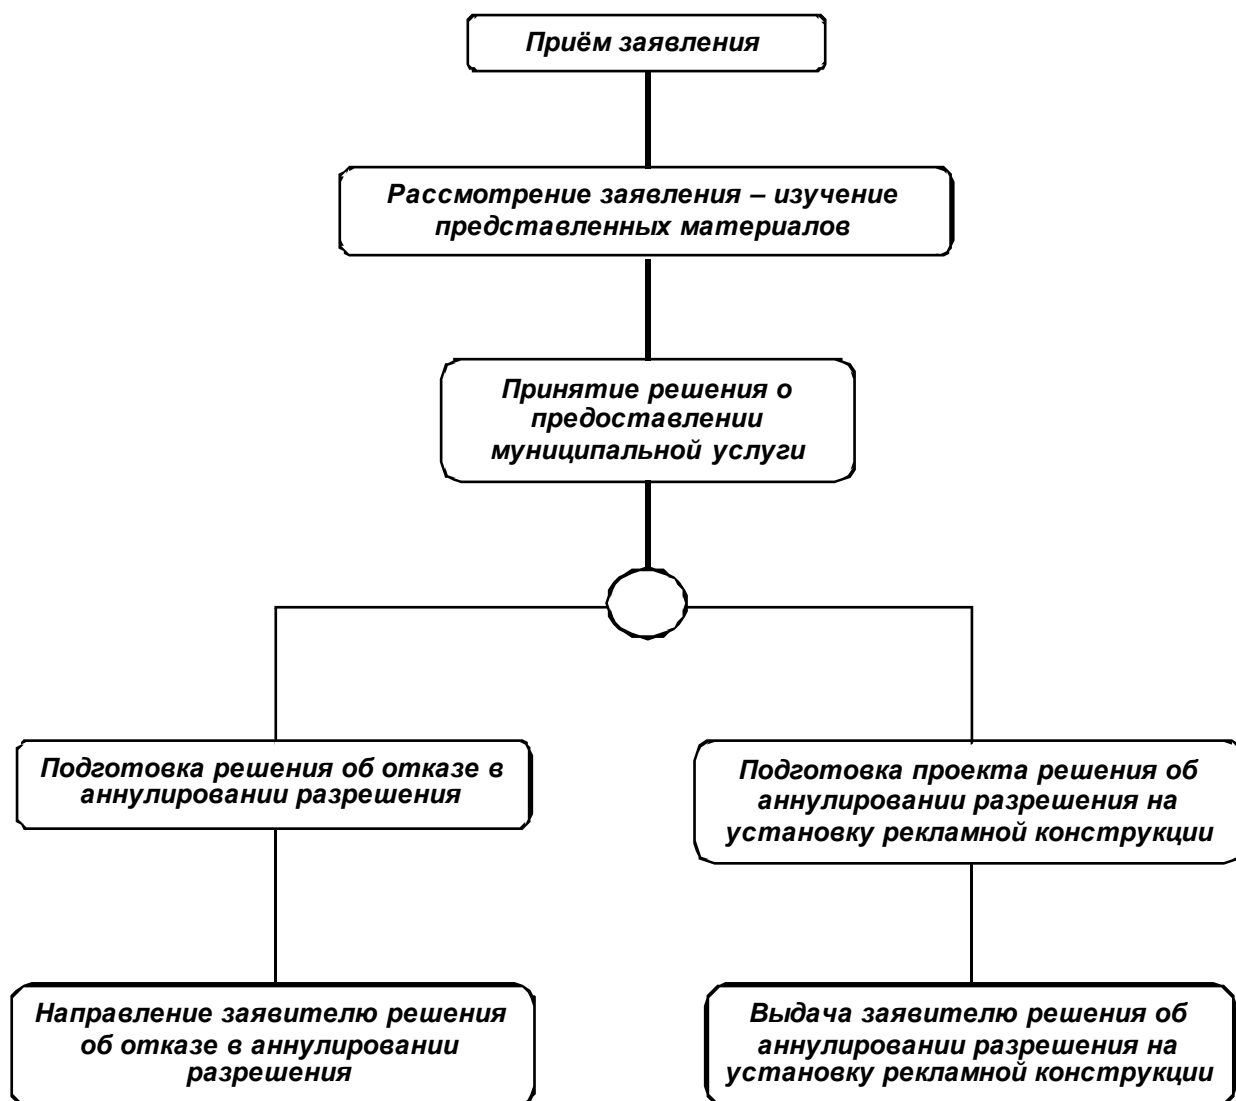 Приём заявления
Рассмотрение заявления – изучение
представленных материалов
Принятие решения о
предоставлении
муниципальной услуги
Подготовка решения об отказе в
аннулировании разрешения
Подготовка проекта решения об
аннулировании разрешения на
установку рекламной конструкции
Направление заявителю решения
об отказе в аннулировании
разрешения
Выдача заявителю решения об
аннулировании разрешения на
установку рекламной конструкции